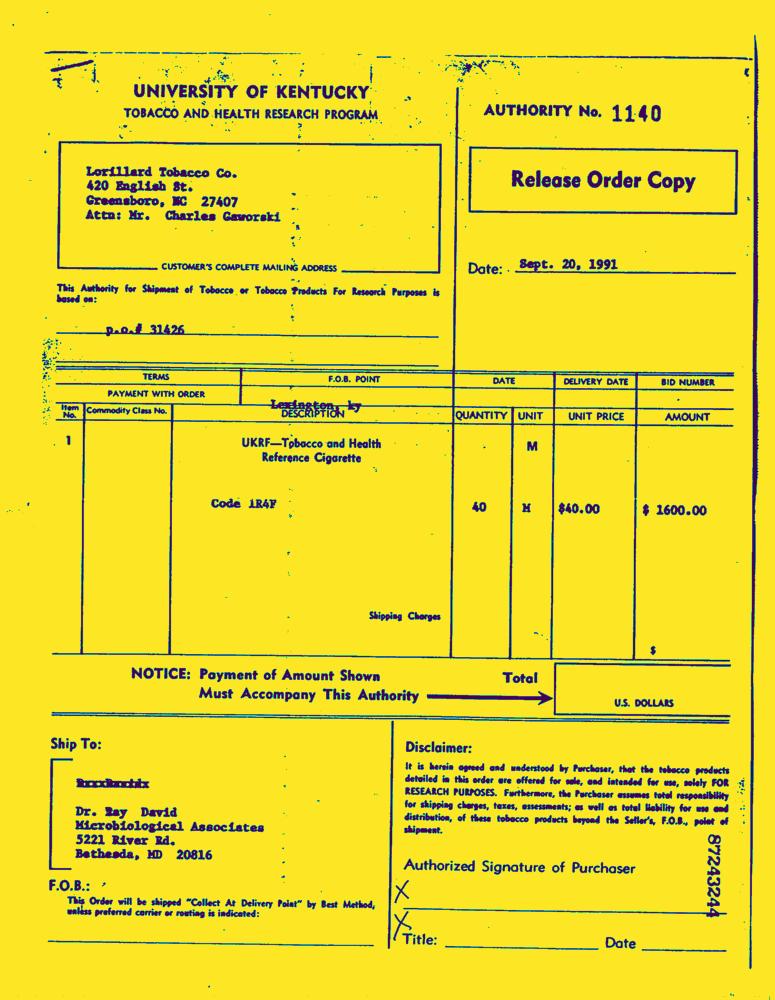 UNIVERSITY OF KENTUCKY
TOBACCO AND HEALTH RESEARCH PROGRAM
AUTHORITY No. 1140
Release Order Copy
Lorillard Tobacco Co.
420 English St.
Greensboro, NC 27407
Attn: Mr. Charles Gaworski
CUSTOMER'S COMPLETE MAILING ADDRESS
Date: Sept. 20, 1991
This Authority for Shipment of Tobacco or Tobacco Products For Research Purposes is
based on:
p.o.# 31426
TERMS F.O.B. POINT DATE DELIVERY DATE BID NUMBER
PAYMENT WITH ORDER
Lexington, ky
Item No. Commodity Class No. DESCRIPTION QUANTITY UNIT UNIT PRICE AMOUNT
1 UKRF—Tobacco and Health M
Reference Cigarette
Code 1R4F 40 M $40.00 $ 1600.00
Shipping Charges
$
NOTICE: Payment of Amount Shown Total
Must Accompany This Authority
U.S. DOLLARS
Ship To:
Dr. Ray David
Microbiological Associates
5221 River Rd.
Bethesda, MD 20816
F.O.B.:
This Order will be shipped "Collect At Delivery Point" by Best Method,
unless preferred carrier or routing is indicated:
Disclaimer:
It is herein agreed and understood by Purchaser, that the tobacco products
detailed in this order are offered for sale, and intended for use, solely FOR
RESEARCH PURPOSES. Furthermore, the Purchaser assumes total responsibility
for shipping charges, taxes, assessments; as well as total liability for use and
distribution, of these tobacco products beyond the Seller's, F.O.B., point of
shipment.
Authorized Signature of Purchaser
X
X
Title: Date
87243244